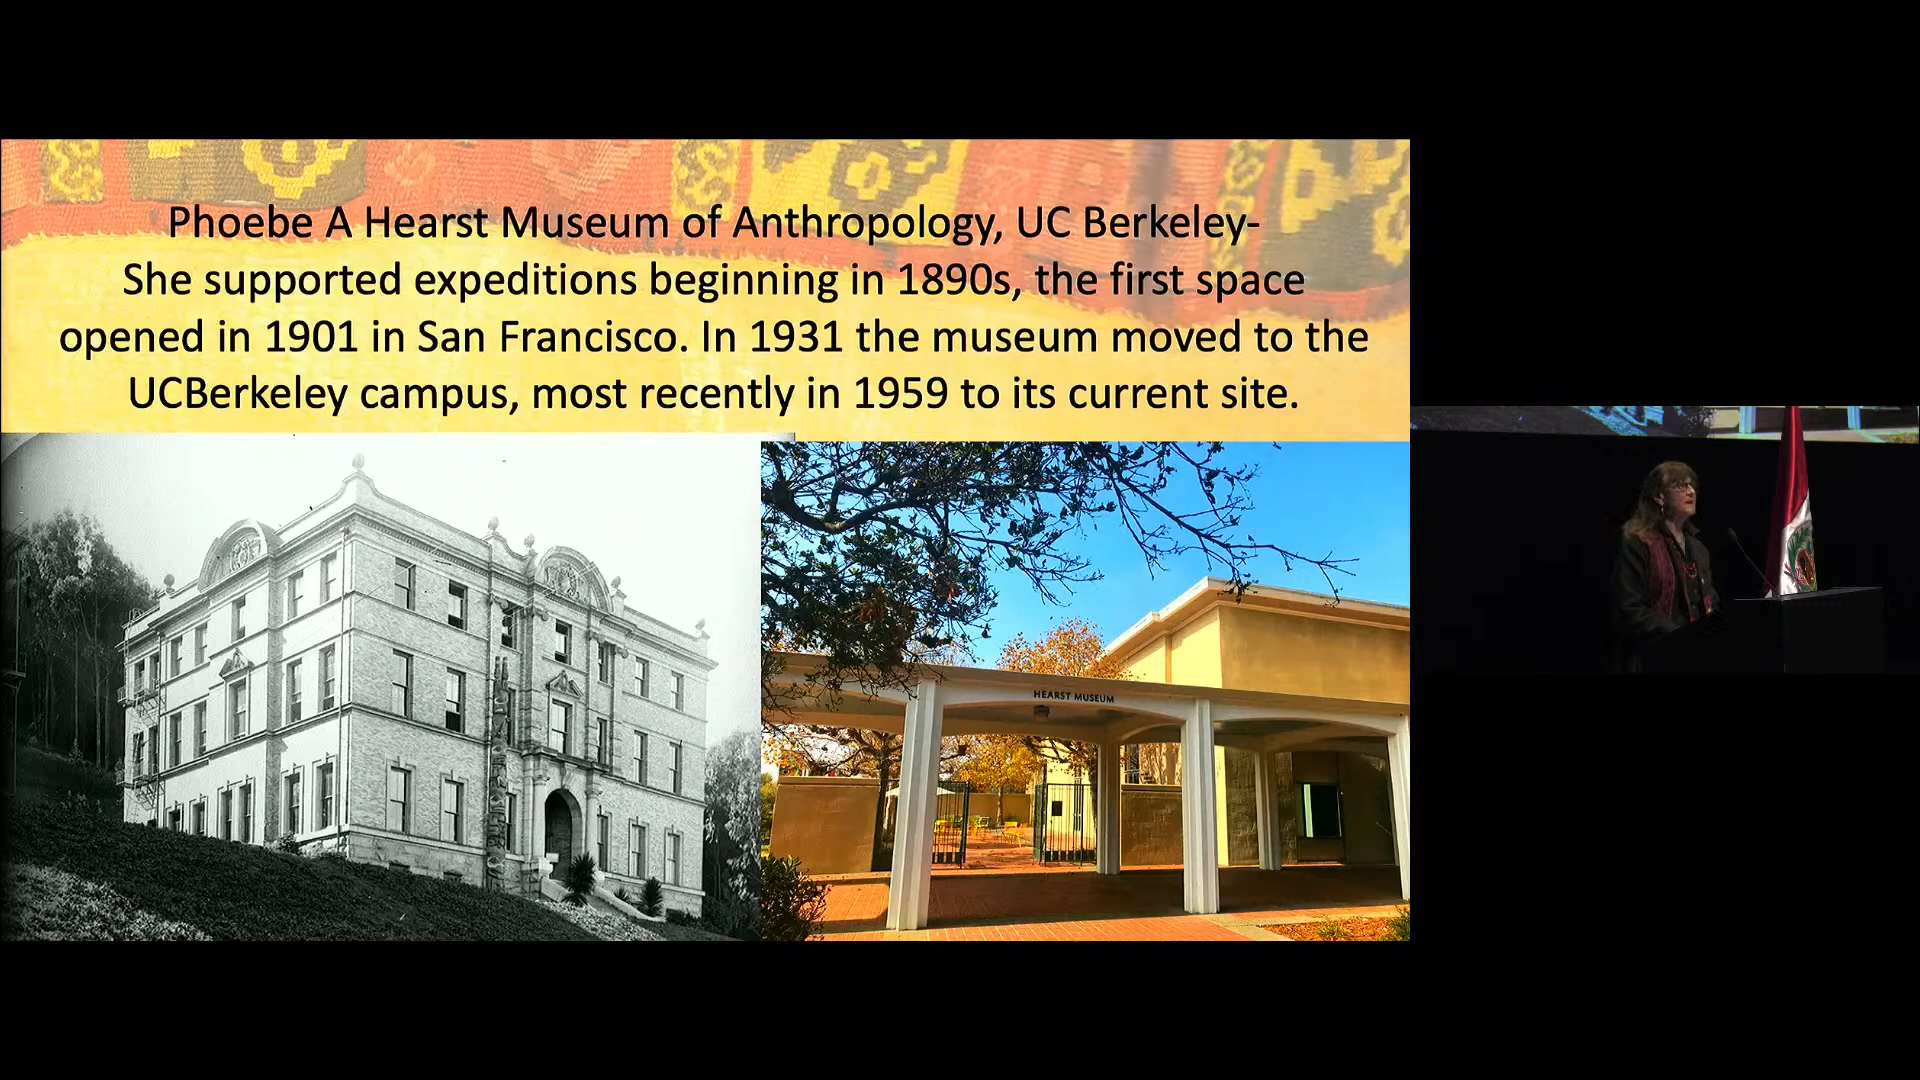 Phoebe A Hearst Museum of Anthropology, UC Berkeley-
She supported expeditions beginning in 1890s, the first space
opened in 1901 in San Francisco. In 1931 the museum moved to the
UCBerkeley campus, most recently in 1959 to its current site.
HEARST MUSEUM